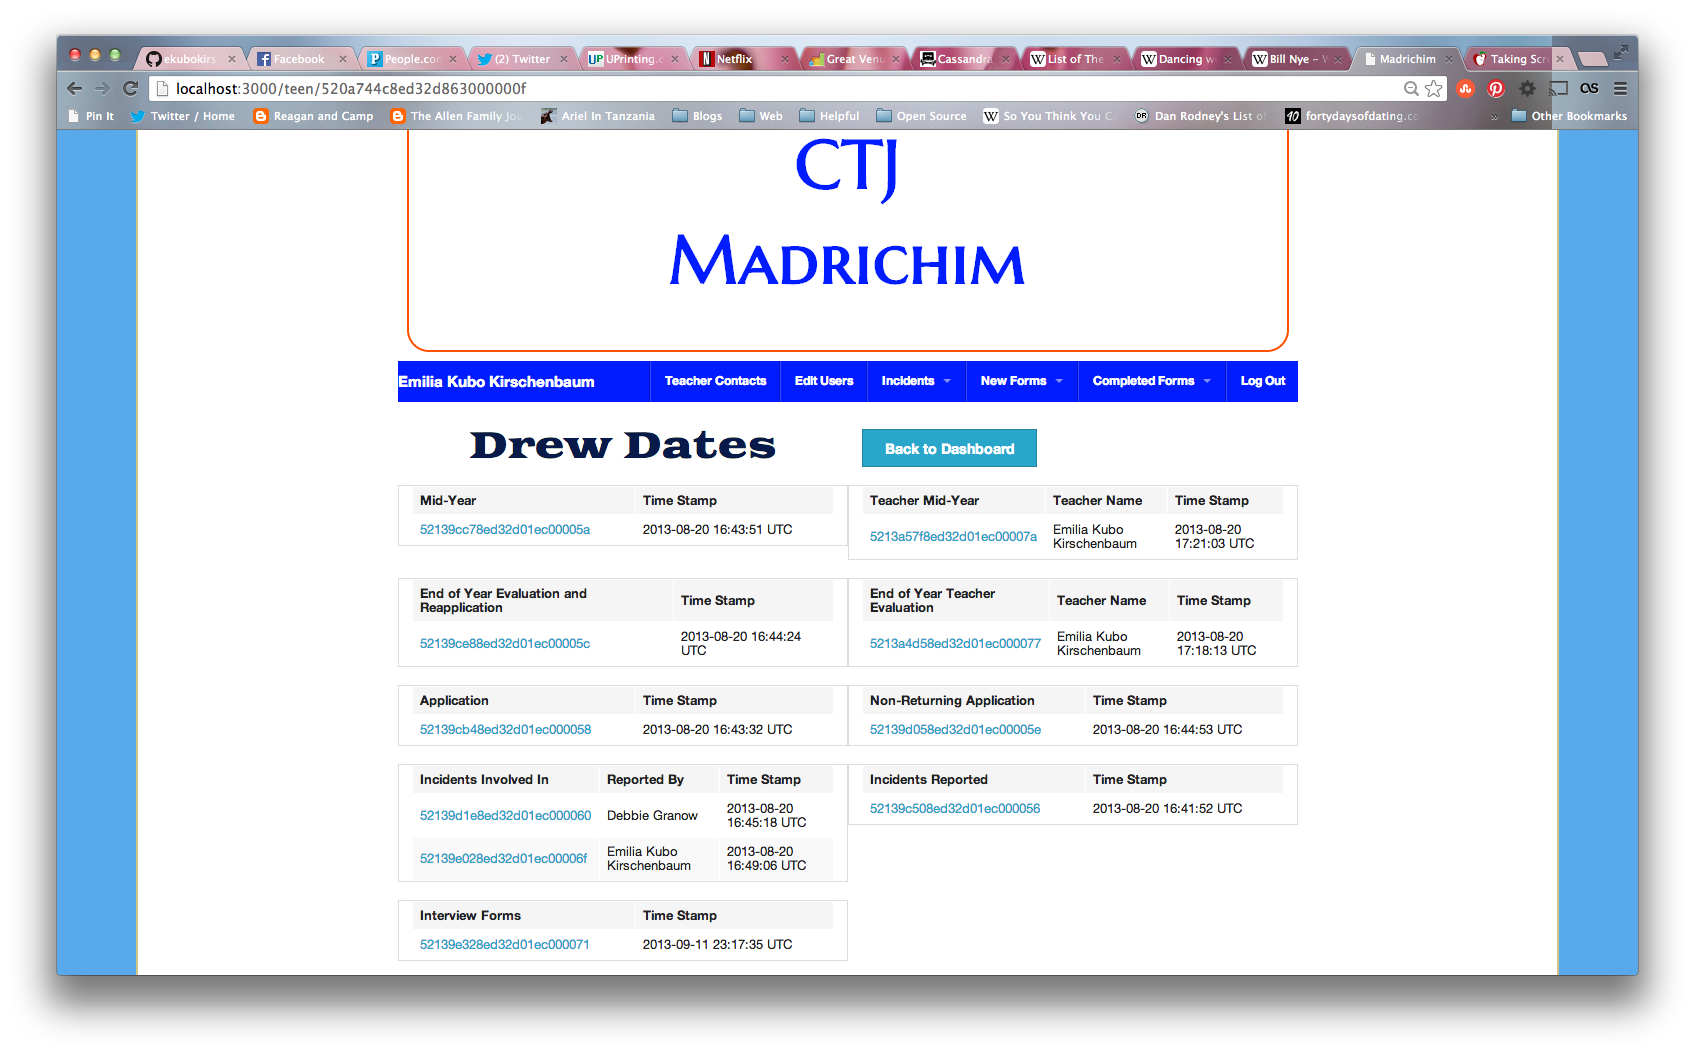 ekubokirs
Facebook
People.com
(2) Twitter
UPrinting.c
Netflix
Great Venu
Cassandra
List of The
Dancing w
Bill Nye –
Madrichim
Taking Scr
localhost:3000/teen/520a744c8ed32d863000000f
Pin It
Twitter / Home
Reagan and Camp
The Allen Family Jou
Ariel In Tanzania
Blogs
Web
Helpful
Open Source
So You Think You C
Dan Rodney's List of
fortydaysofdating.co
»
Other Bookmarks
CTJ
Madrichim
Emilia Kubo Kirschenbaum
Teacher Contacts
Edit Users
Incidents
New Forms
Completed Forms
Log Out
Drew Dates
Back to Dashboard
Mid-Year Time Stamp
52139cc78ed32d01ec00005a 2013-08-20 16:43:51 UTC
Teacher Mid-Year Teacher Name Time Stamp
5213a57f8ed32d01ec00007a Emilia Kubo Kirschenbaum 2013-08-20 17:21:03 UTC
End of Year Evaluation and Reapplication Time Stamp
52139ce88ed32d01ec00005c 2013-08-20 16:44:24 UTC
End of Year Teacher Evaluation Teacher Name Time Stamp
5213a4d58ed32d01ec000077 Emilia Kubo Kirschenbaum 2013-08-20 17:18:13 UTC
Application Time Stamp
52139cb48ed32d01ec000058 2013-08-20 16:43:32 UTC
Non-Returning Application Time Stamp
52139d058ed32d01ec00005e 2013-08-20 16:44:53 UTC
Incidents Involved In Reported By Time Stamp
52139d1e8ed32d01ec000060 Debbie Granow 2013-08-20 16:45:18 UTC
52139e028ed32d01ec00006f Emilia Kubo Kirschenbaum 2013-08-20 16:49:06 UTC
Incidents Reported Time Stamp
52139c508ed32d01ec000056 2013-08-20 16:41:52 UTC
Interview Forms Time Stamp
52139e328ed32d01ec000071 2013-09-11 23:17:35 UTC